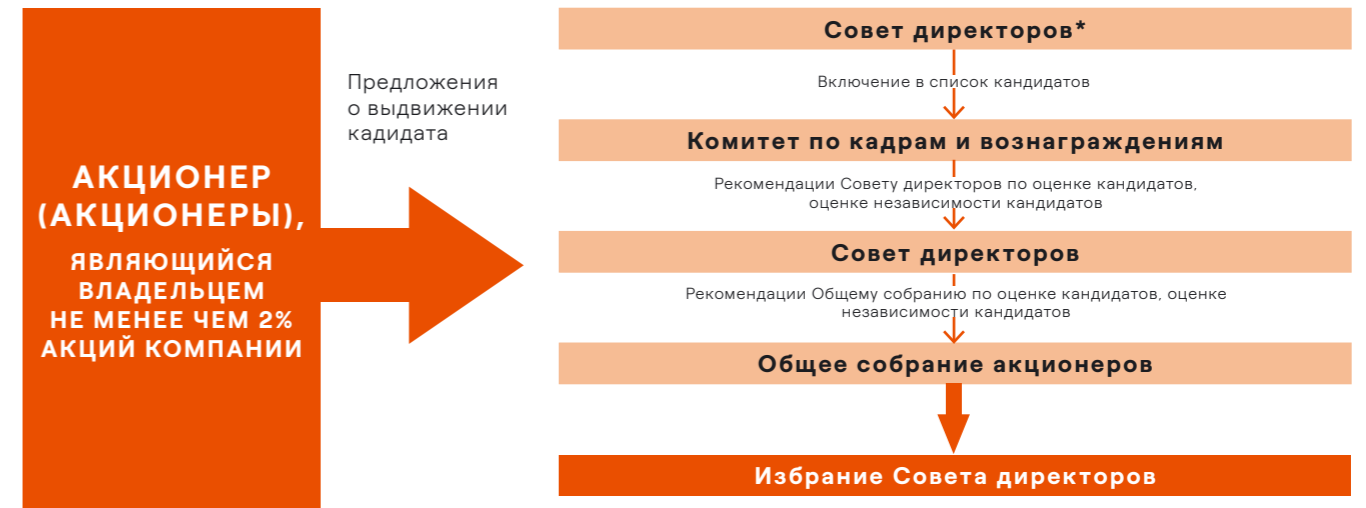 АКЦИОНЕР
(АКЦИОНЕРЫ),
ЯВЛЯЮЩИЙСЯ
ВЛАДЕЛЬЦЕМ
НЕ МЕНЕЕ ЧЕМ 2%
АКЦИЙ КОМПАНИИ
Предложения
о выдвижении
кадидата
Совет директоров*
Включение в список кандидатов
Комитет по кадрам и вознаграждениям
Рекомендации Совету директоров по оценке кандидатов,
оценке независимости кандидатов
Совет директоров
Рекомендации Общему собранию по оценке кандидатов, оценке
независимости кандидатов
Общее собрание акционеров
Избрание Совета директоров